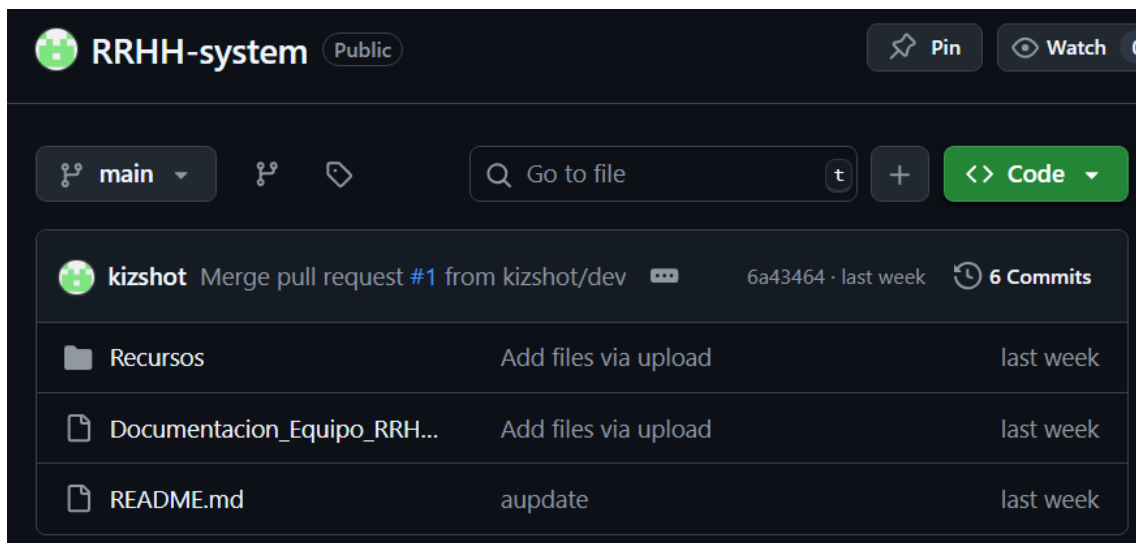 RRHH-system Public Pin Watch
main Go to file t Code
kizshot Merge pull request #1 from kizshot/dev 6a43464 · last week 6 Commits
Recursos Add files via upload last week
Documentacion_Equipo_RRH... Add files via upload last week
README.md aupdate last week